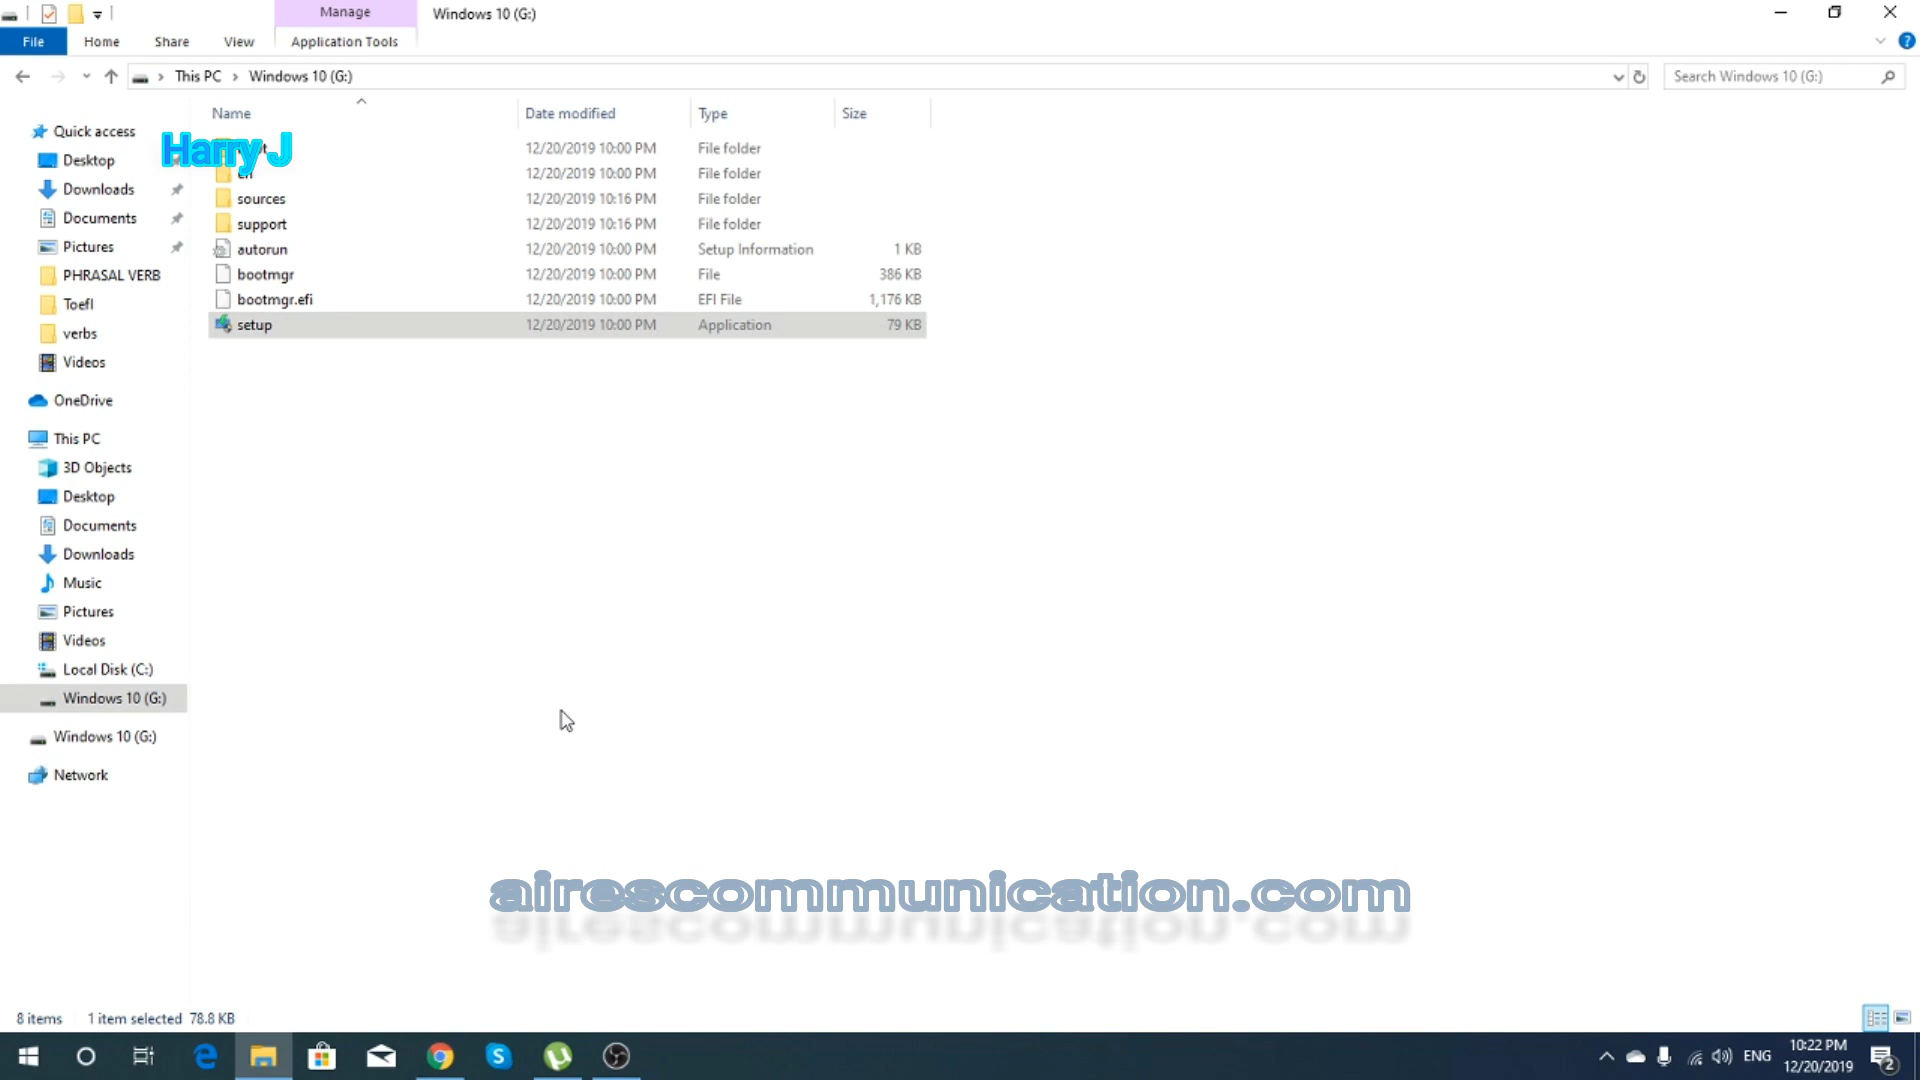 Manage
Windows 10 (G:)
File
Home
Share
View
Application Tools
This PC
Windows 10 (G:)
Search Windows 10 (G:)
Name
Date modified
Type
Size
Harry J
12/20/2019 10:00 PM
File folder
12/20/2019 10:00 PM
File folder
sources
12/20/2019 10:16 PM
File folder
support
12/20/2019 10:16 PM
File folder
autorun
12/20/2019 10:00 PM
Setup Information
1 KB
bootmgr
12/20/2019 10:00 PM
File
386 KB
bootmgr.efi
12/20/2019 10:00 PM
EFI File
1,176 KB
setup
12/20/2019 10:00 PM
Application
79 KB
Quick access
Desktop
Downloads
Documents
Pictures
PHRASAL VERB
Toefl
verbs
Videos
OneDrive
This PC
3D Objects
Desktop
Documents
Downloads
Music
Pictures
Videos
Local Disk (C:)
Windows 10 (G:)
Windows 10 (G:)
Network
airescommunication.com
8 items
1 item selected 78.8 KB
ENG
10:22 PM
12/20/2019
2